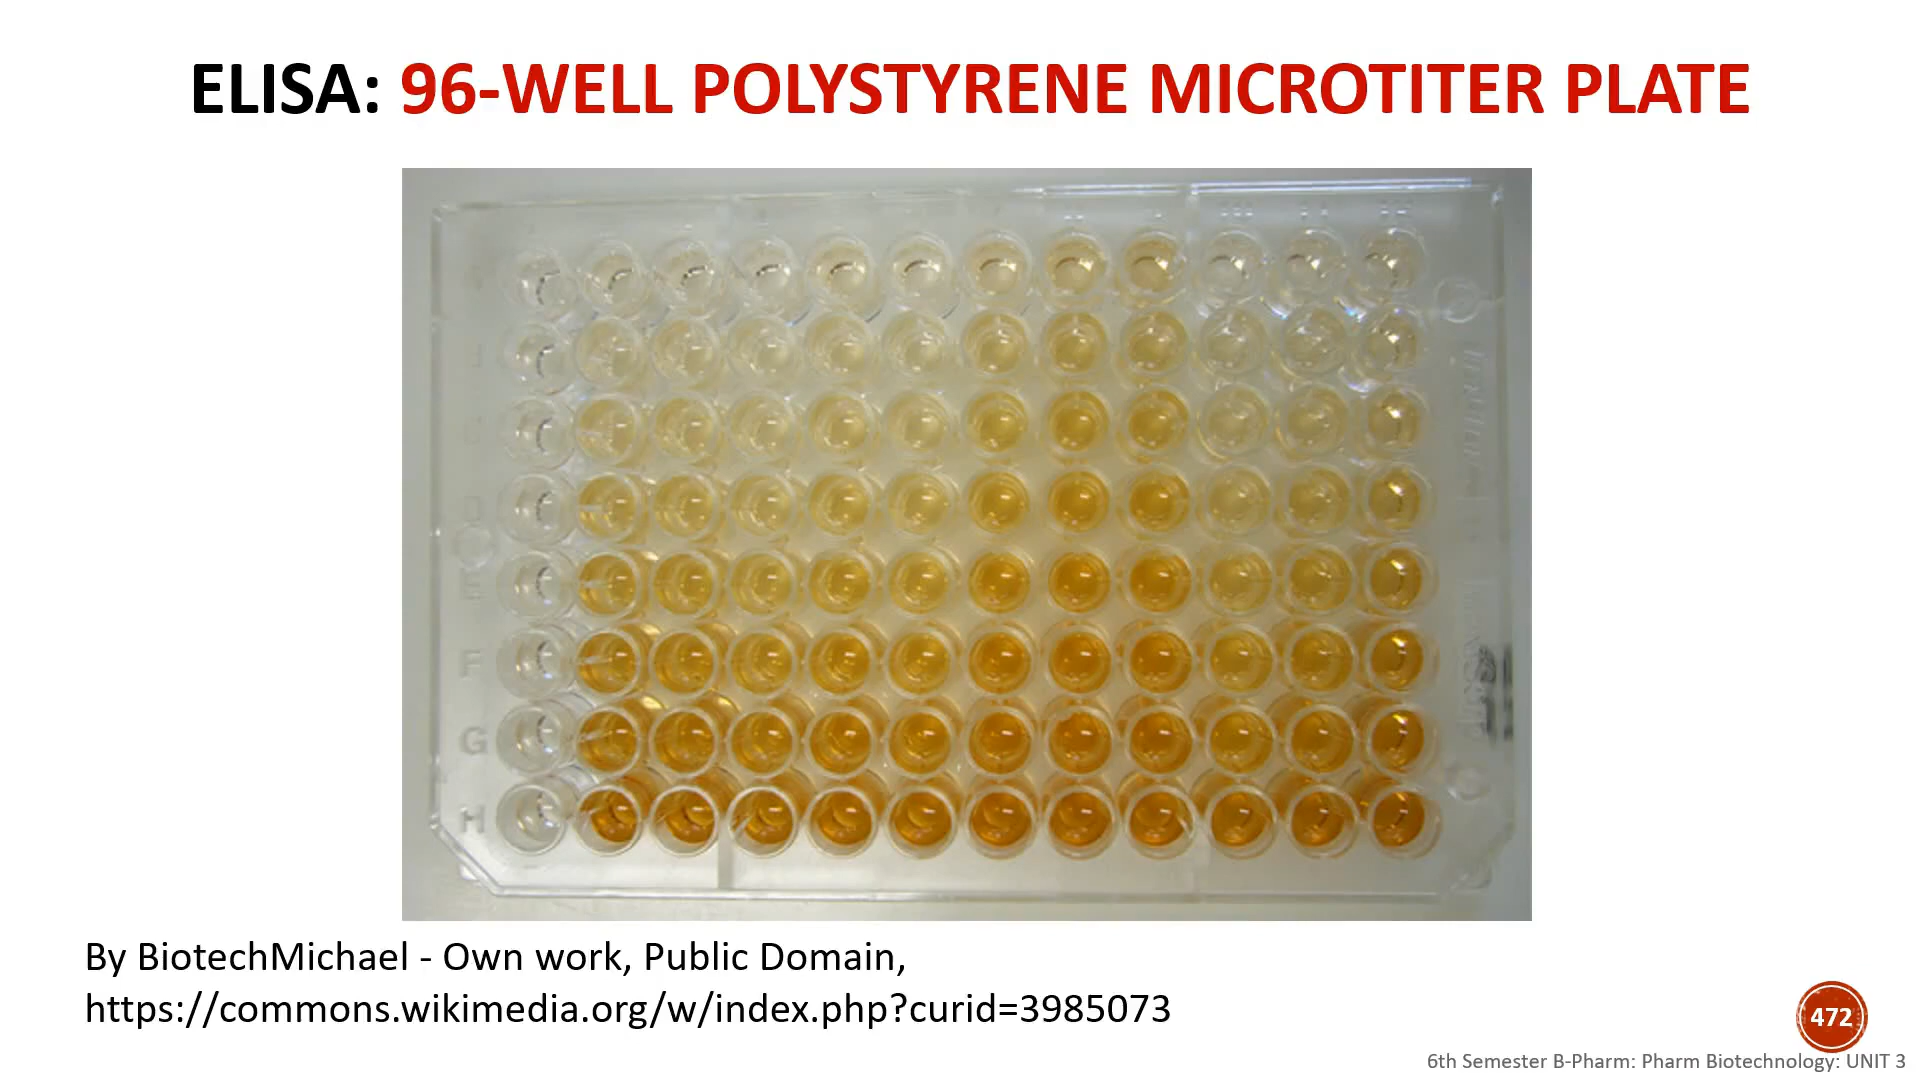 ELISA: 96-WELL POLYSTYRENE MICROTITER PLATE
D
E
F
G
H
By BiotechMichael - Own work, Public Domain,
https://commons.wikimedia.org/w/index.php?curid=3985073
472
6th Semester B-Pharm: Pharm Biotechnology: UNIT 3